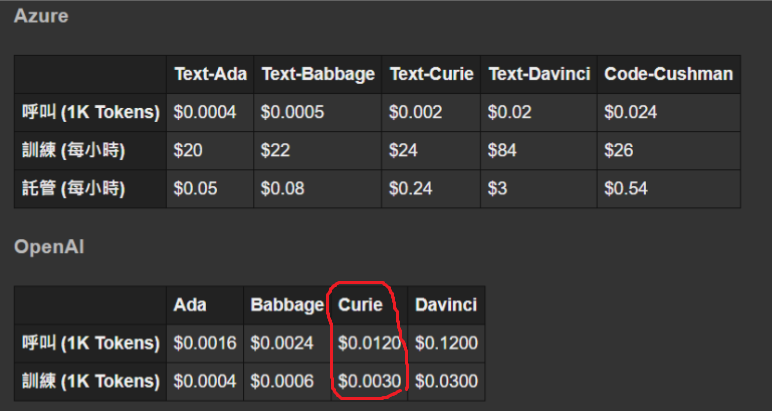 Azure
Text-Ada Text-Babbage Text-Curie Text-Davinci Code-Cushman
呼叫 (1K Tokens) $0.0004 $0.0005 $0.002 $0.02 $0.024
訓練 (每小時) $20 $22 $24 $84 $26
託管 (每小時) $0.05 $0.08 $0.24 $3 $0.54
OpenAI
Ada Babbage Curie Davinci
呼叫 (1K Tokens) $0.0016 $0.0024 $0.0120 $0.1200
訓練 (1K Tokens) $0.0004 $0.0006 $0.0030 $0.0300